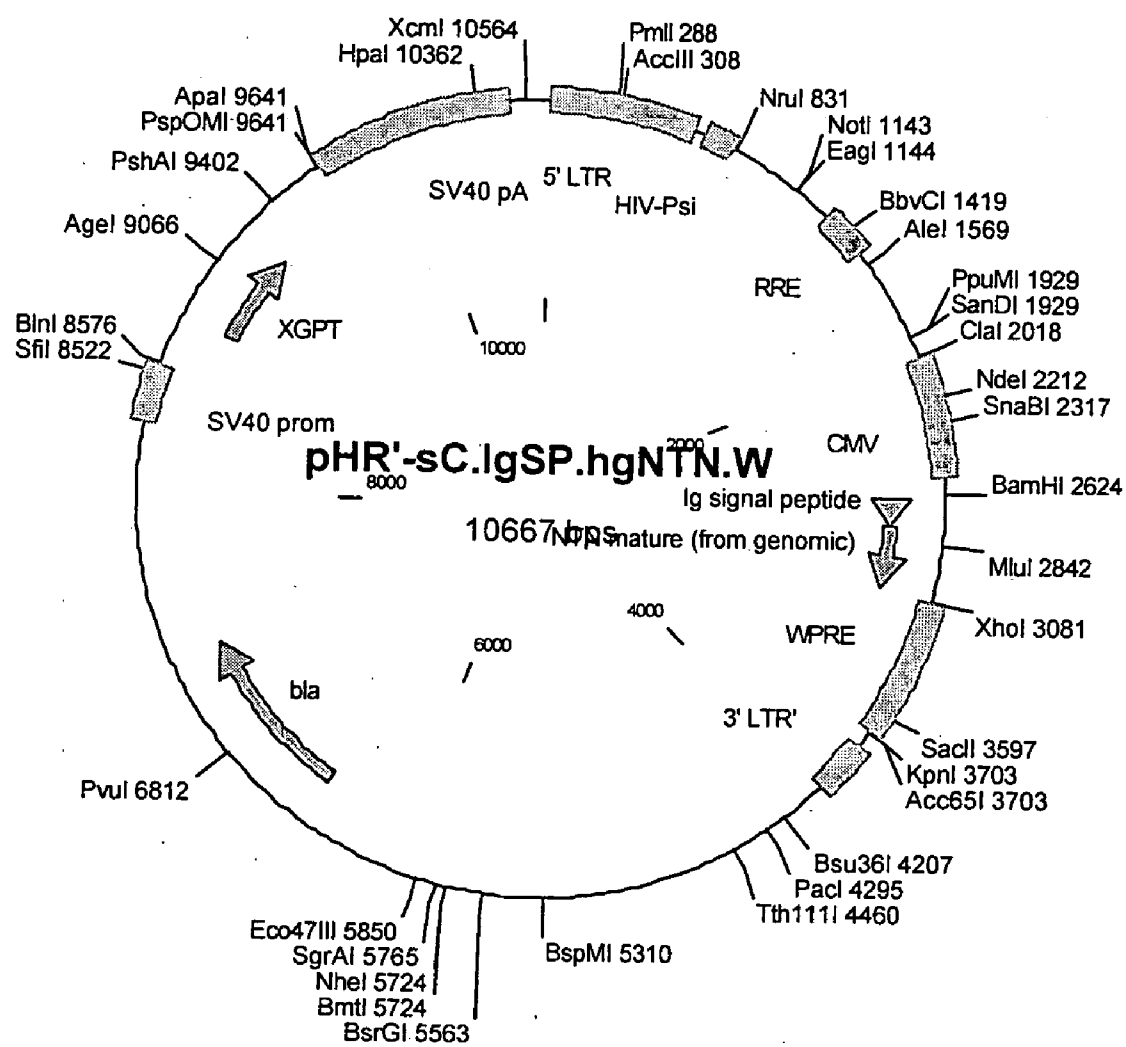 XcmI 10564
HpaI 10362
PmlI 288
AccIII 308
ApaI 9641
PspOMI 9641
PshAI 9402
AgeI 9066
BlnI 8576
SfiI 8522
NruI 831
NotI 1143
EagI 1144
BbvCI 1419
AleI 1569
PpuMI 1929
SanDI 1929
ClaI 2018
NdeI 2212
SnaBI 2317
BamHI 2624
MluI 2842
XhoI 3081
SacII 3597
KpnI 3703
Acc65I 3703
Bsu36I 4207
PacI 4295
Tth111I 4460
BspMI 5310
Eco47III 5850
SgrAI 5765
NheI 5724
BmtI 5724
BsrGI 5563
PvuI 6812
SV40 pA
5' LTR
HIV-Psi
RRE
XGPT
10000
SV40 prom
2000
CMV
pHR'-sC.IgSP.hgNTN.W
8000
Ig signal peptide
10667 bps
mature (from genomic)
4000
WPRE
6000
3' LTR'
bla